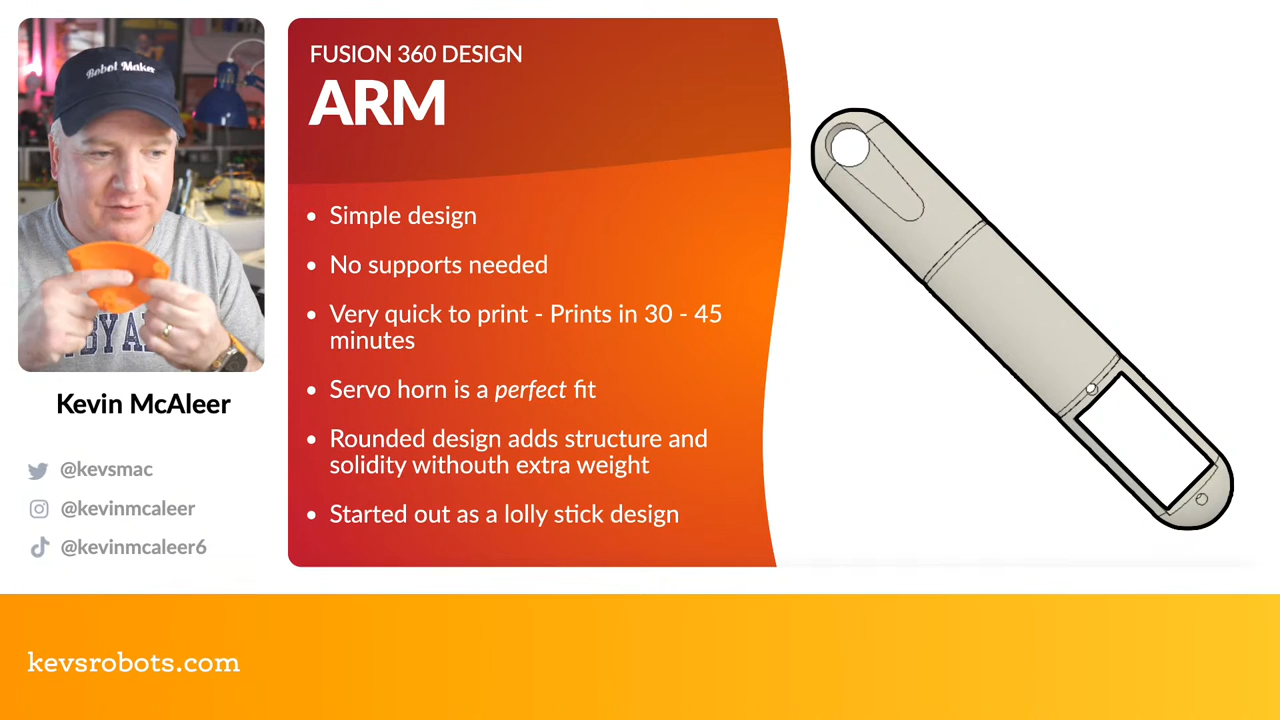 Robot Maker
Kevin McAleer
@kevsmac
@kevinmcaleer
@kevinmcaleer6
FUSION 360 DESIGN
ARM
• Simple design
• No supports needed
• Very quick to print - Prints in 30 - 45
minutes
• Servo horn is a perfect fit
• Rounded design adds structure and
solidity withouth extra weight
• Started out as a lolly stick design
kevsrobots.com